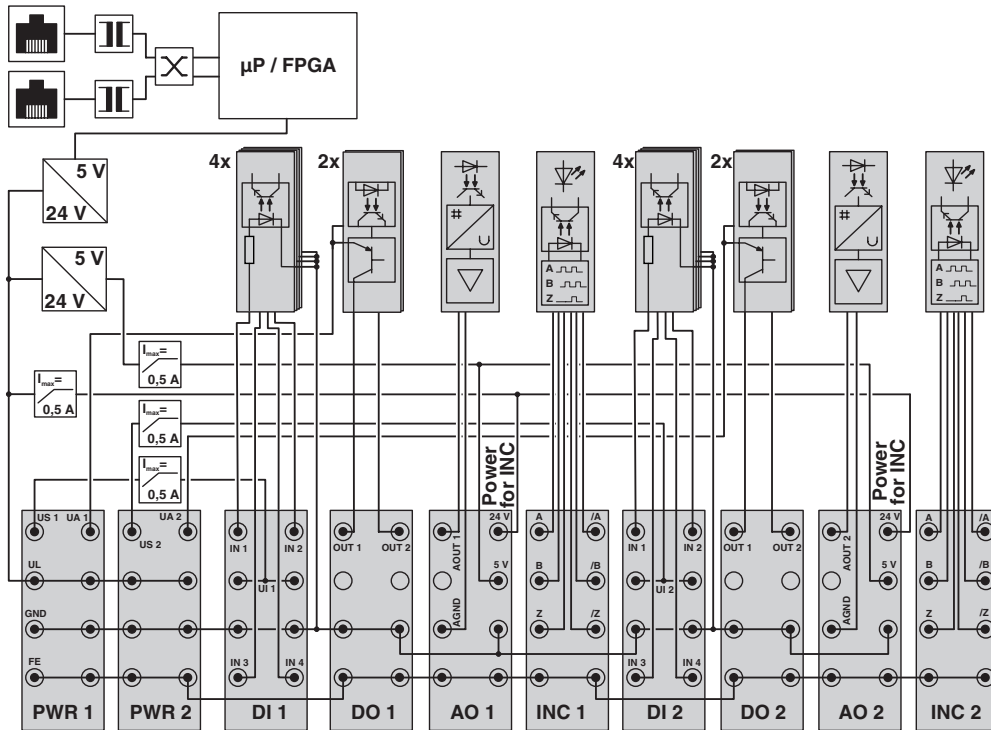 µP / FPGA
5 V
24 V
5 V
24 V
4x
2x
#
U
A
B
Z
4x
2x
#
U
A
B
Z
Imax=
0,5 A
Imax=
0,5 A
Imax=
0,5 A
Imax=
0,5 A
Power for INC
Power for INC
US 1 UA 1
UL
GND
FE
PWR 1
UA 2
US 2
PWR 2
IN 1 IN 2
UI 1
IN 3 IN 4
DI 1
OUT 1 OUT 2
DO 1
AOUT 1
24 V
5 V
AGND
AO 1
A /A
B /B
Z /Z
INC 1
IN 1 IN 2
UI 2
IN 3 IN 4
DI 2
OUT 1 OUT 2
DO 2
AOUT 2
24 V
5 V
AGND
AO 2
A /A
B /B
Z /Z
INC 2